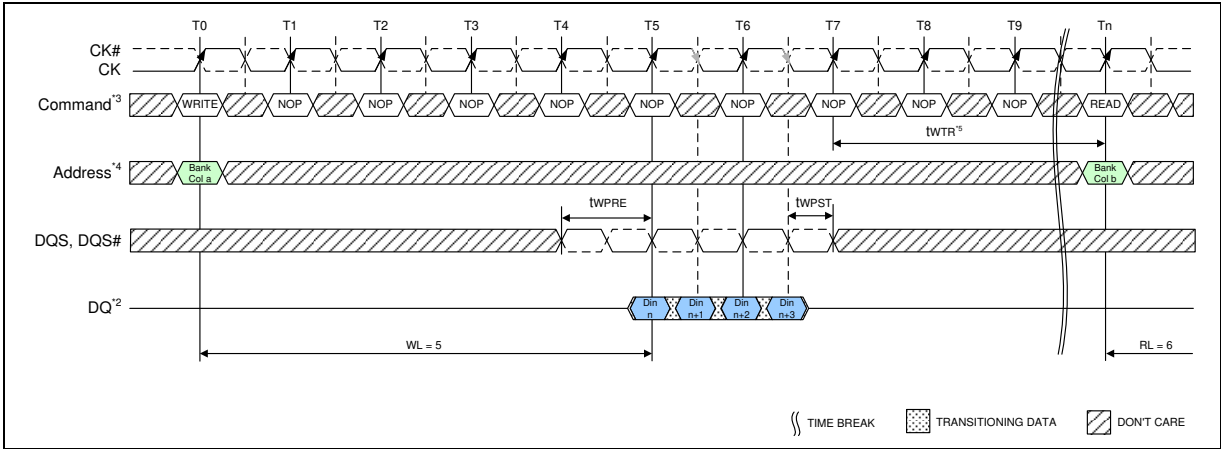 T0 T1 T2 T3 T4 T5 T6 T7 T8 T9 Tn
CK#
CK
Command*3 WRITE NOP NOP NOP NOP NOP NOP NOP NOP NOP READ
tWTR*5
Address*4 Bank Col a Bank Col b
tWPRE tWPST
DQS, DQS#
DQ*2 Din n Din n+1 Din n+2 Din n+3
WL = 5 RL = 6
TIME BREAK TRANSITIONING DATA DON'T CARE